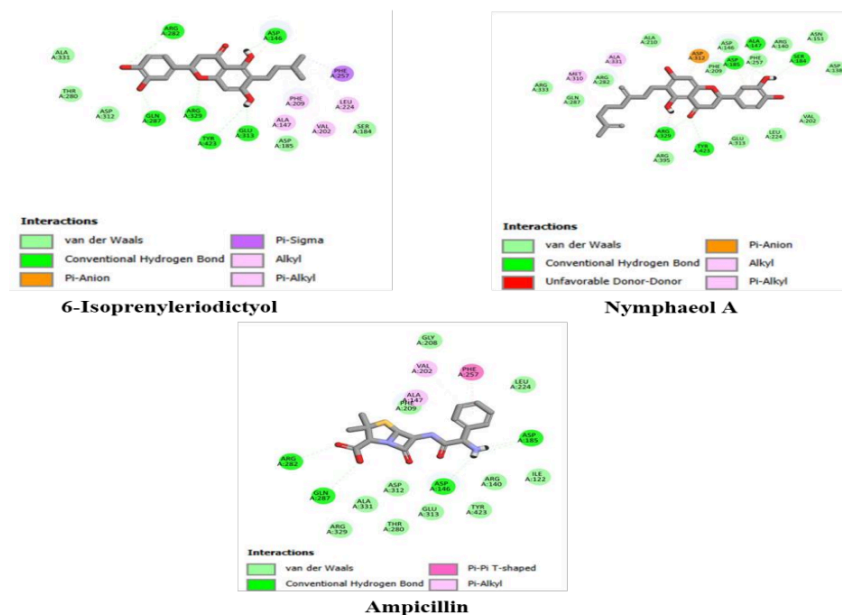 ARG
A:282
ASP
A:146
ALA
A:331
PHE
A:257
THR
A:280
PHE
A:209
LEU
A:224
ASP
A:312
GLN
A:287
ARG
A:329
ALA
A:147
VAL
A:202
SER
A:184
TYR
A:423
GLU
A:313
ASP
A:185
Interactions
van der Waals
Conventional Hydrogen Bond
Pi-Anion
Pi-Sigma
Alkyl
Pi-Alkyl
6-Isoprenyleriodictyol
ALA
A:210
ASP
A:146
ALA
A:147
ARG
A:140
ASN
A:151
ALA
A:331
ASP
A:312
MET
A:310
PHE
A:209
ASP
A:185
PHE
A:257
SER
A:184
ASP
A:138
ARG
A:333
ARG
A:282
GLN
A:287
VAL
A:202
ARG
A:329
TYR
A:423
GLU
A:313
LEU
A:224
ARG
A:395
Interactions
van der Waals
Conventional Hydrogen Bond
Unfavorable Donor-Donor
Pi-Anion
Alkyl
Pi-Alkyl
Nymphaeol A
GLY
A:208
VAL
A:202
PHE
A:257
LEU
A:224
ALA
A:147
PHE
A:209
ASP
A:185
ARG
A:282
GLN
A:287
ASP
A:312
ASP
A:146
ARG
A:140
ILE
A:122
ALA
A:331
GLU
A:313
TYR
A:423
ARG
A:329
THR
A:280
Interactions
van der Waals
Conventional Hydrogen Bond
Pi-Pi T-shaped
Pi-Alkyl
Ampicillin